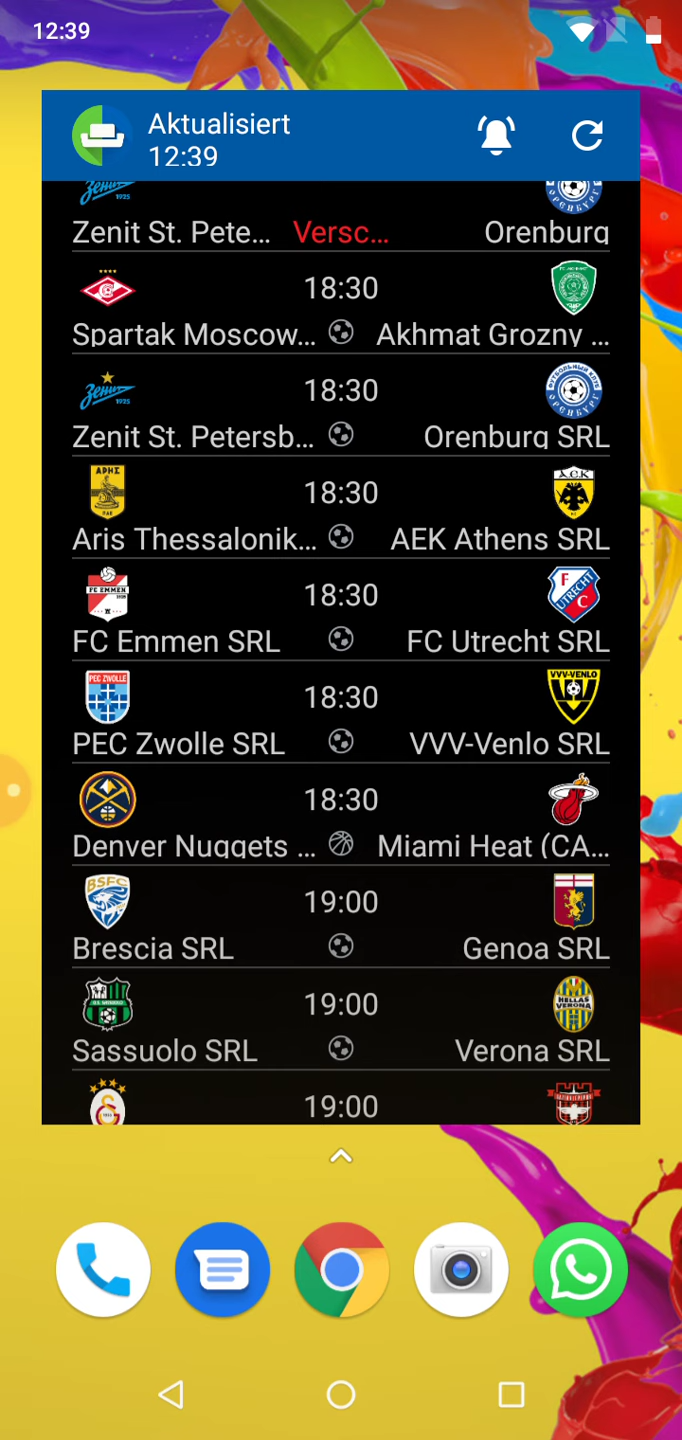 12:39
Aktualisiert
12:39
Zenit St. Pete… Versc… Orenburg
18:30
Spartak Moscow… Akhmat Grozny …
18:30
Zenit St. Petersb… Orenburg SRL
18:30
Aris Thessalonik… AEK Athens SRL
18:30
FC Emmen SRL FC Utrecht SRL
18:30
PEC Zwolle SRL VVV-Venlo SRL
18:30
Denver Nuggets … Miami Heat (CA…
19:00
Brescia SRL Genoa SRL
19:00
Sassuolo SRL Verona SRL
19:00